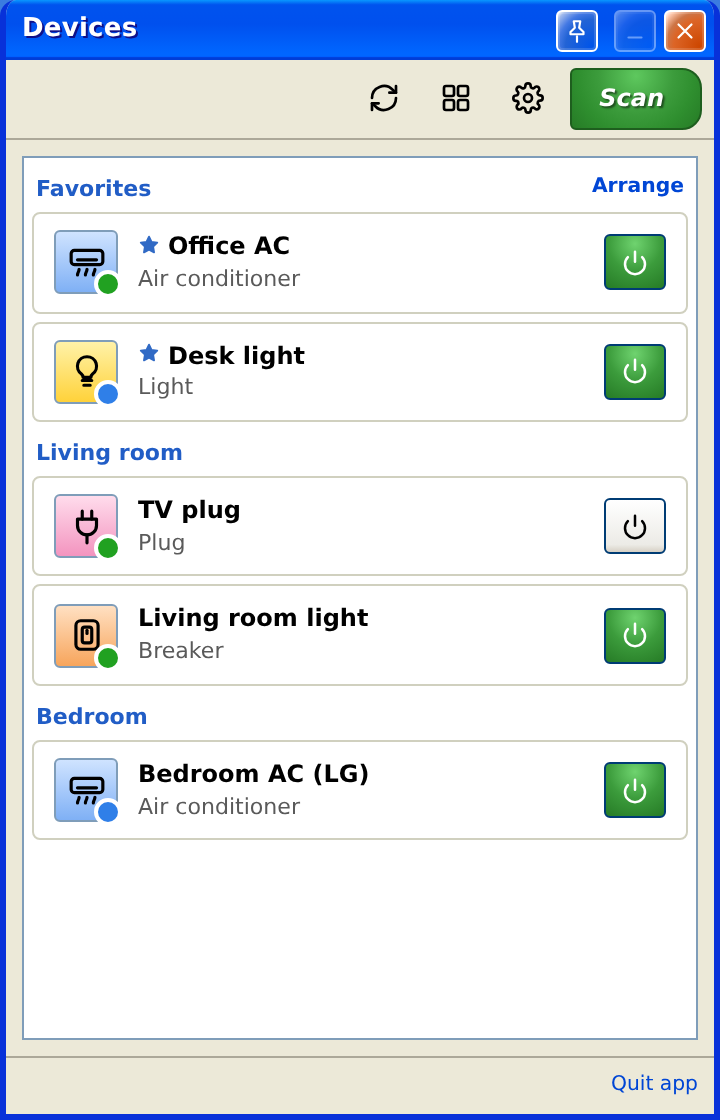 Devices
Scan
Favorites
Arrange
Office AC
Air conditioner
Desk light
Light
Living room
TV plug
Plug
Living room light
Breaker
Bedroom
Bedroom AC (LG)
Air conditioner
Quit app